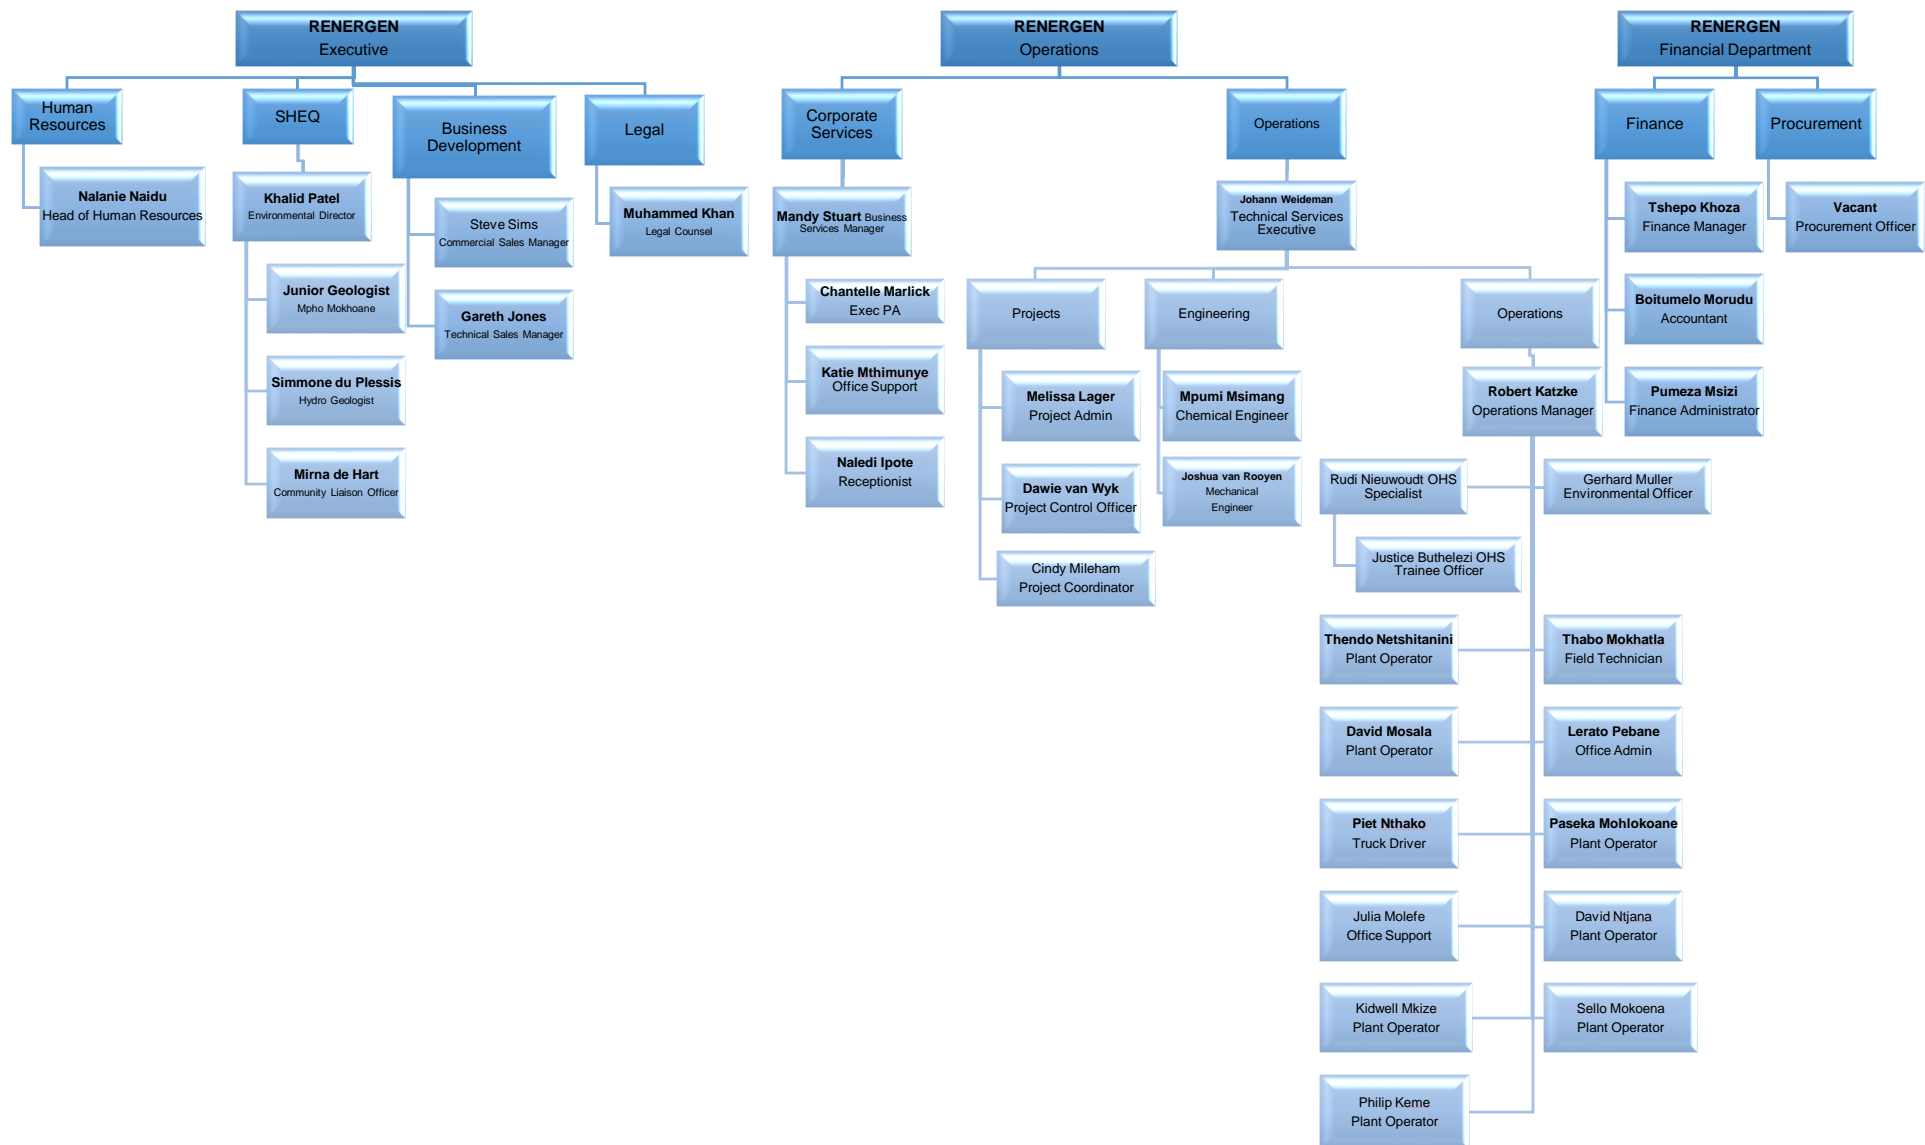 RENERGEN
Executive
Human
Resources
Nalanie Naidu
Head of Human Resources
SHEQ
Khalid Patel
Environmental Director
Junior Geologist
Mpho Mokhoane
Simmone du Plessis
Hydro Geologist
Mirna de Hart
Community Liaison Officer
Business
Development
Steve Sims
Commercial Sales Manager
Gareth Jones
Technical Sales Manager
Legal
Muhammed Khan
Legal Counsel
RENERGEN
Operations
Corporate
Services
Mandy Stuart Business
Services Manager
Chantelle Marlick
Exec PA
Katie Mthimunye
Office Support
Naledi Ipote
Receptionist
Operations
Johann Weideman
Technical Services
Executive
Projects
Melissa Lager
Project Admin
Dawie van Wyk
Project Control Officer
Cindy Mileham
Project Coordinator
Engineering
Mpumi Msimang
Chemical Engineer
Joshua van Rooyen
Mechanical
Engineer
Operations
Robert Katzke
Operations Manager
Rudi Nieuwoudt OHS
Specialist
Gerhard Muller
Environmental Officer
Justice Buthelezi OHS
Trainee Officer
Thendo Netshitanini
Plant Operator
Thabo Mokhatla
Field Technician
David Mosala
Plant Operator
Lerato Pebane
Office Admin
Piet Nthako
Truck Driver
Paseka Mohlokoane
Plant Operator
Julia Molefe
Office Support
David Ntjana
Plant Operator
Kidwell Mkize
Plant Operator
Sello Mokoena
Plant Operator
Philip Keme
Plant Operator
RENERGEN
Financial Department
Finance
Tshepo Khoza
Finance Manager
Boitumelo Morudu
Accountant
Pumeza Msizi
Finance Administrator
Procurement
Vacant
Procurement Officer